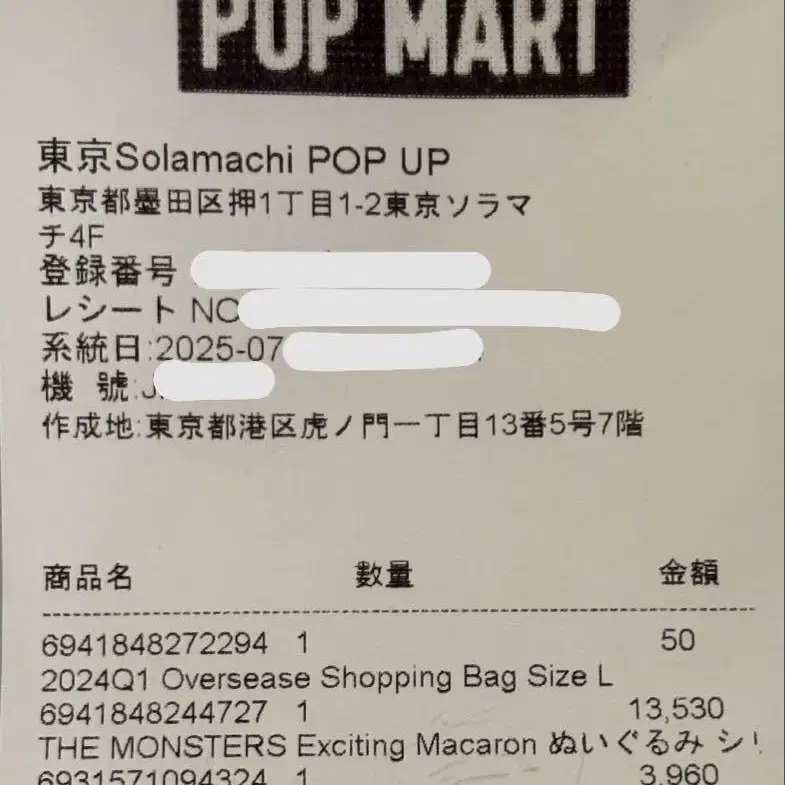 POP MART
東京Solamachi POP UP
東京都墨田区押1丁目1-2東京ソラマ
チ4F
登録番号
レシート NO
系統日:2025-07
機 號:J
作成地:東京都港区虎ノ門一丁目13番5号7階
商品名 数量 金額
6941848272294 1 50
2024Q1 Oversease Shopping Bag Size L
6941848244727 1 13,530
THE MONSTERS Exciting Macaron ぬいぐるみ シリ
6931571094324 1 3,960